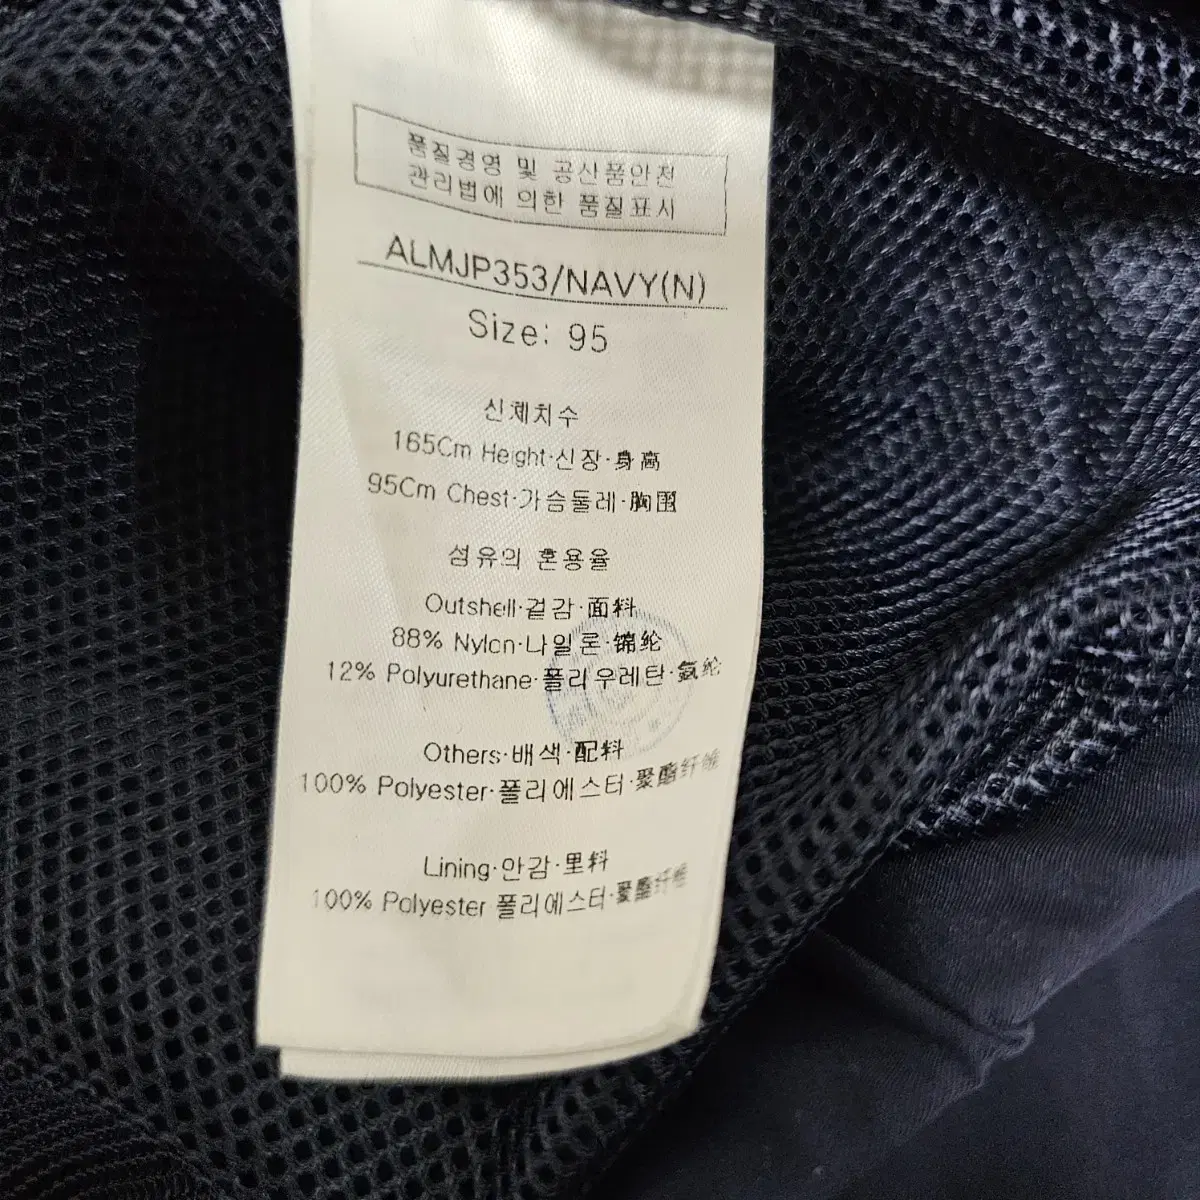 품질경영 및 공산품안전
관리법에 의한 품질표시
ALMJP353/NAVY(N)
Size: 95
신체치수
165Cm Height·신장·身高
95Cm Chest·가슴둘레·胸围
섬유의 혼용율
Outshell·겉감·面料
88% Nylon·나일론·锦纶
12% Polyurethane·폴리우레탄·氨纶
Others·배색·配料
100% Polyester·폴리에스터·聚酯纤维
Lining·안감·里料
100% Polyester 폴리에스터·聚酯纤维